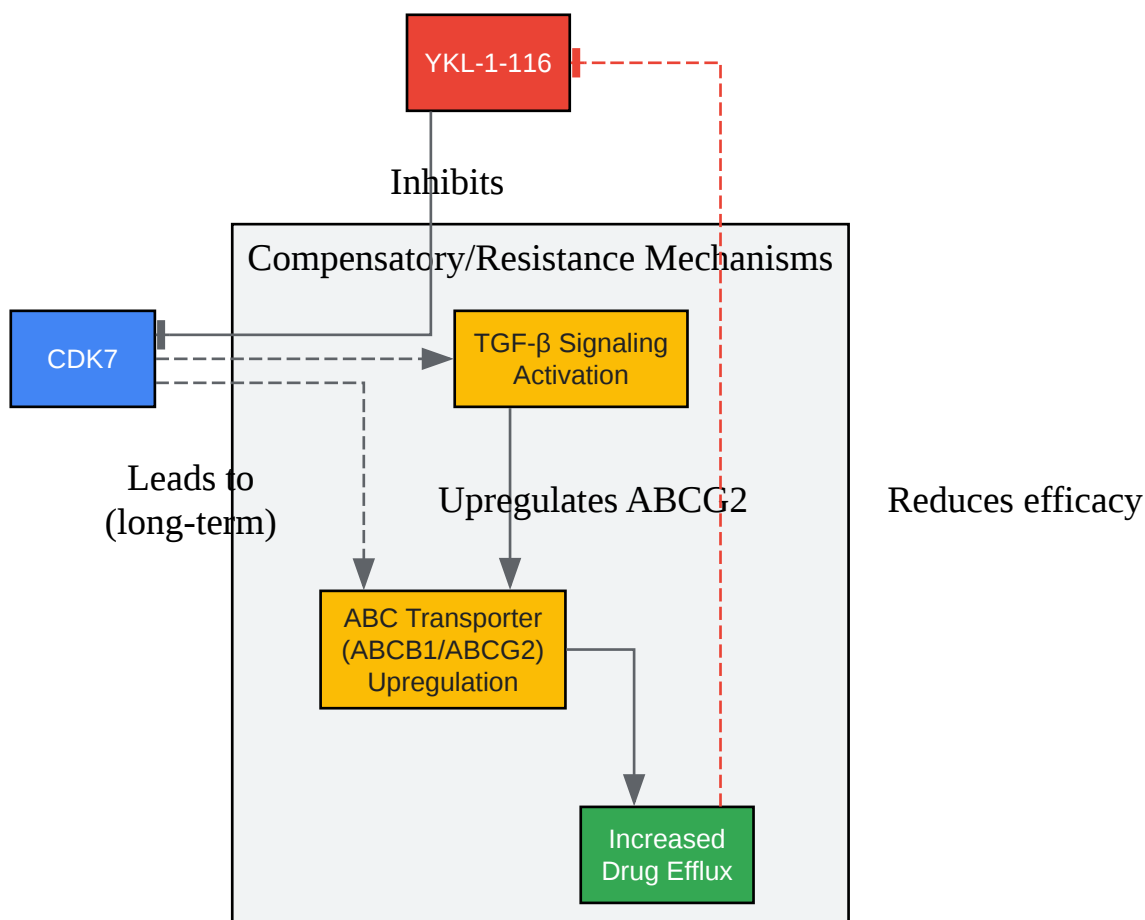 YKL-1-116
Inhibits
Compensatory/Resistance Mechanisms
CDK7
TGF-β Signaling
Activation
Leads to
(long-term)
Upregulates ABCG2
Reduces efficacy
ABC Transporter
(ABCB1/ABCG2)
Upregulation
Increased
Drug Efflux